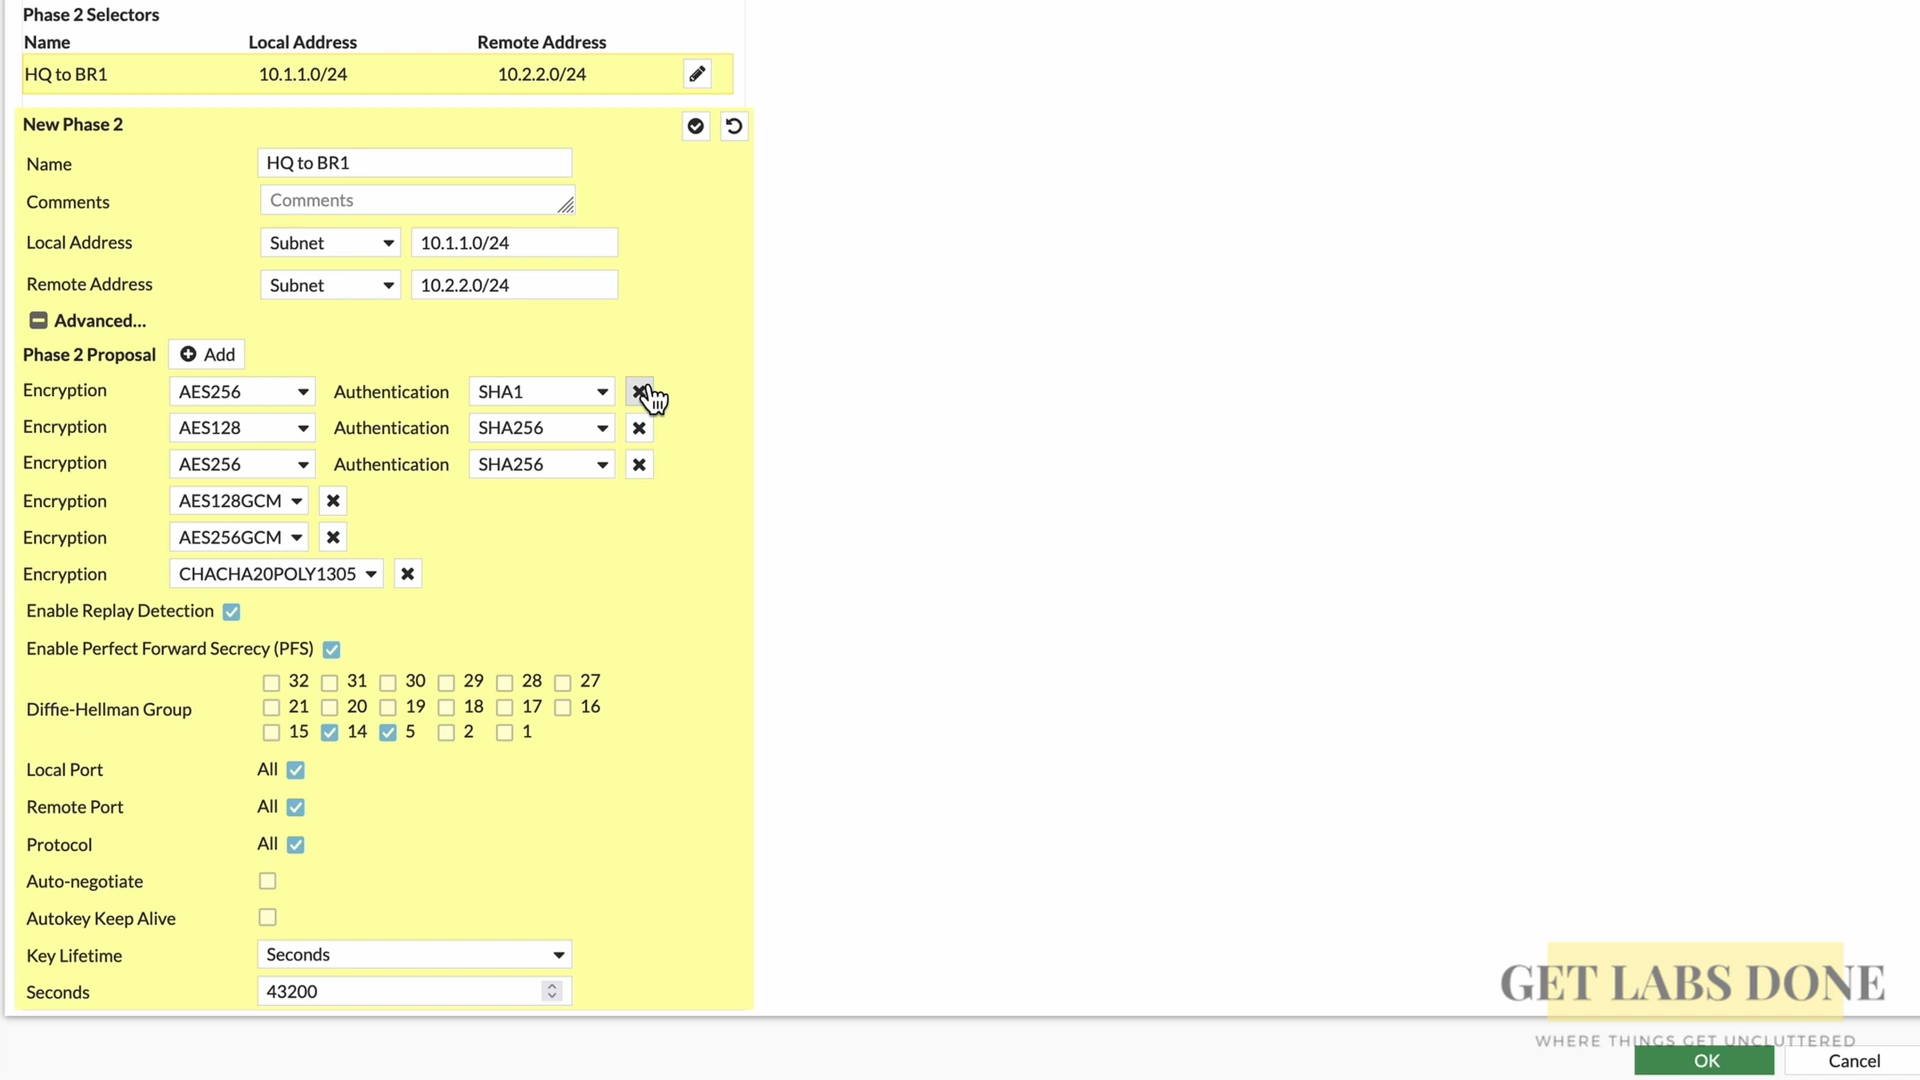 Phase 2 Selectors
Name Local Address Remote Address
HQ to BR1 10.1.1.0/24 10.2.2.0/24
New Phase 2
Name HQ to BR1
Comments Comments
Local Address Subnet 10.1.1.0/24
Remote Address Subnet 10.2.2.0/24
Advanced...
Phase 2 Proposal Add
Encryption AES256 Authentication SHA1
Encryption AES128 Authentication SHA256
Encryption AES256 Authentication SHA256
Encryption AES128GCM
Encryption AES256GCM
Encryption CHACHA20POLY1305
Enable Replay Detection
Enable Perfect Forward Secrecy (PFS)
Diffie-Hellman Group
32 31 30 29 28 27
21 20 19 18 17 16
15 14 5 2 1
Local Port All
Remote Port All
Protocol All
Auto-negotiate
Autokey Keep Alive
Key Lifetime Seconds
Seconds 43200
GET LABS DONE
WHERE THINGS GET UNCLUTTERED
OK Cancel